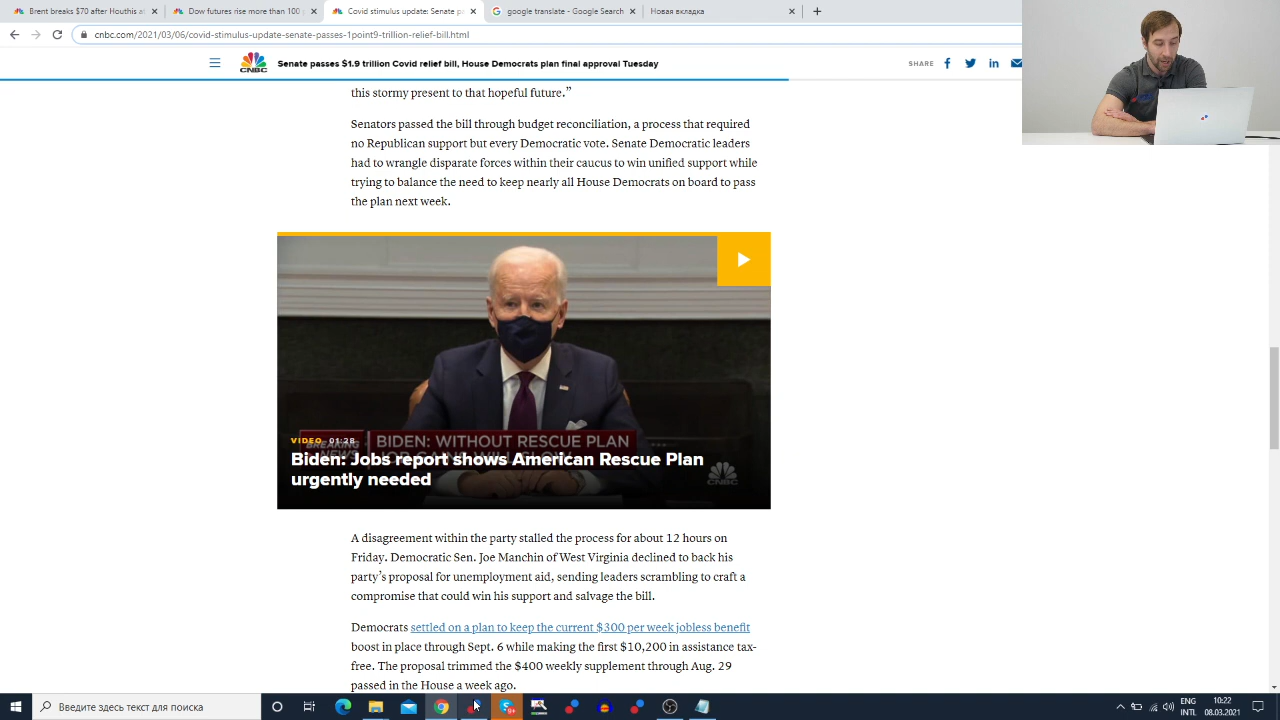 Brent breaks $70 after Houthis at
Dow futures rise more than 100 p
Covid stimulus update: Senate pa
google translate - Google Search
Новая вкладка
cnbc.com/2021/03/06/covid-stimulus-update-senate-passes-1point9-trillion-relief-bill.html
CNBC
Senate passes $1.9 trillion Covid relief bill, House Democrats plan final approval Tuesday
SHARE
this stormy present to that hopeful future.”
Senators passed the bill through budget reconciliation, a process that required
no Republican support but every Democratic vote. Senate Democratic leaders
had to wrangle disparate forces within their caucus to win unified support while
trying to balance the need to keep nearly all House Democrats on board to pass
the plan next week.
BREAKING NEWS
BIDEN: WITHOUT RESCUE PLAN
JOB GAINS WILL SLOW
VIDEO 01:28
Biden: Jobs report shows American Rescue Plan
urgently needed
CNBC
A disagreement within the party stalled the process for about 12 hours on
Friday. Democratic Sen. Joe Manchin of West Virginia declined to back his
party’s proposal for unemployment aid, sending leaders scrambling to craft a
compromise that could win his support and salvage the bill.
Democrats settled on a plan to keep the current $300 per week jobless benefit
boost in place through Sept. 6 while making the first $10,200 in assistance tax-
free. The proposal trimmed the $400 weekly supplement through Aug. 29
passed in the House a week ago.
Введите здесь текст для поиска
ENG
INTL
10:22
08.03.2021